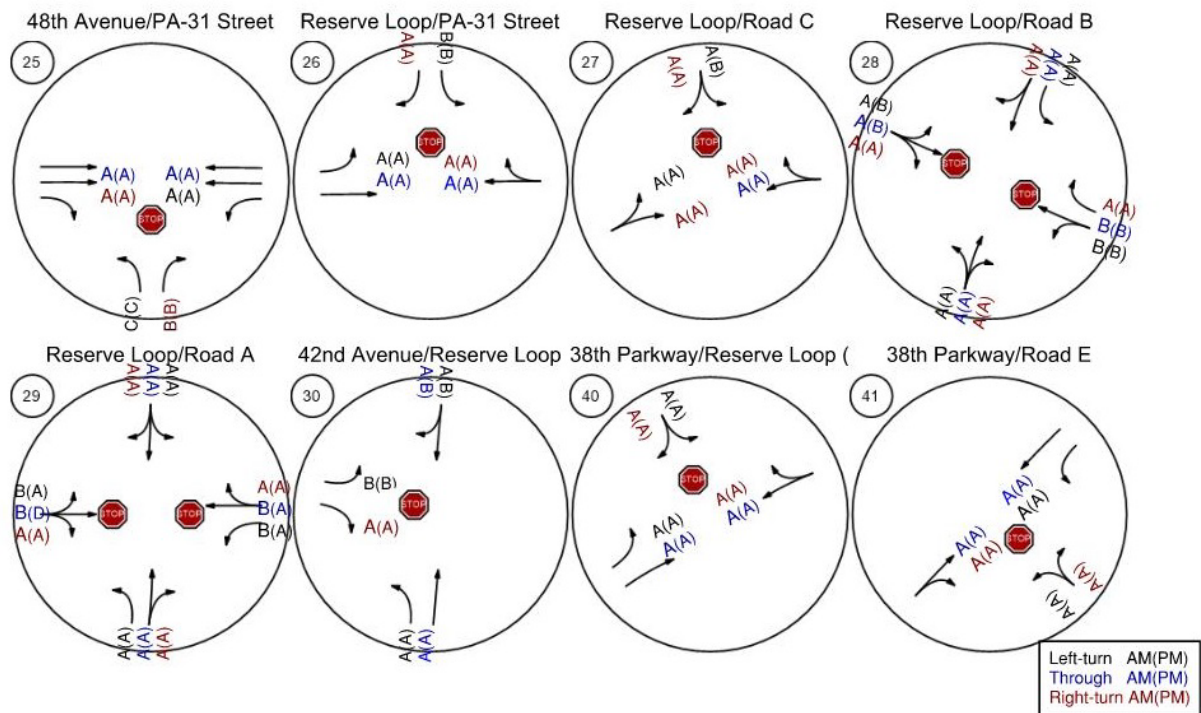 48th Avenue/PA-31 Street
25
A(A) A(A)
A(A) A(A)
STOP
C(C)
B(B)
Reserve Loop/PA-31 Street
26
A(A)
B(B)
STOP
A(A) A(A)
A(A) A(A)
Reserve Loop/Road C
27
A(A)
A(B)
STOP
A(A) A(A)
A(A) A(A)
Reserve Loop/Road B
28
A(A)
A(A)
A(A)
A(B)
A(B)
A(A)
STOP
STOP
A(A)
B(B)
B(B)
A(A)
A(A)
A(A)
Reserve Loop/Road A
29
A(A)
A(A)
A(A)
B(A)
B(D)
A(A)
STOP
STOP
A(A)
B(A)
B(A)
A(A)
A(A)
A(A)
42nd Avenue/Reserve Loop
30
A(B)
A(B)
B(B)
STOP
A(A)
A(A)
A(A)
38th Parkway/Reserve Loop (
40
A(A)
A(A)
STOP
A(A)
A(A)
A(A)
A(A)
38th Parkway/Road E
41
A(A)
A(A)
A(A)
A(A)
STOP
A(A)
A(A)
Left-turn AM(PM)
Through AM(PM)
Right-turn AM(PM)